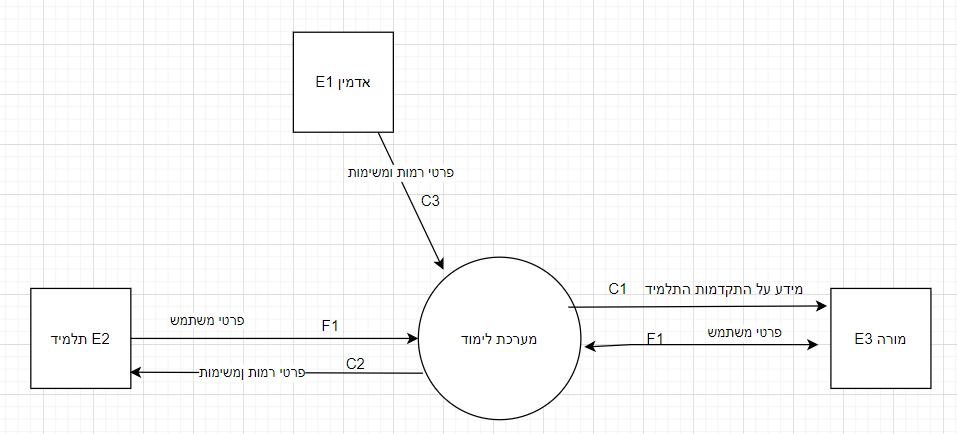 אדמין E1
פרטי רמות ומשימות
C3
C1 מידע על התקדמות התלמיד
פרטי משתמש F1
F1 פרטי משתמש
תלמיד E2
מערכת לימוד
מורה E3
פרטי רמות ןמשימות C2